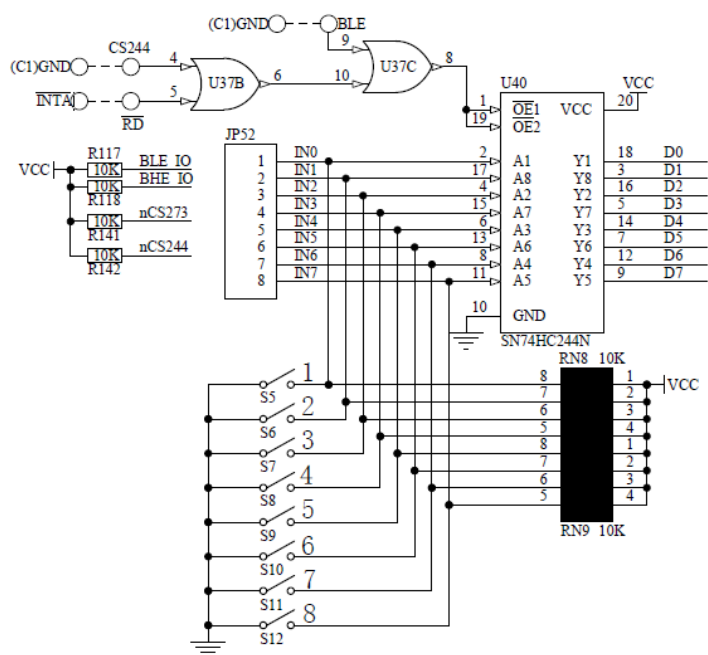 (C1)GND BLE
9
CS244
(C1)GND 4
U37B 6 10 U37C 8
INTA 5
RD
U40
1 OE1 VCC 20 VCC
19 OE2
JP52
R117
VCC 10K BLE_IO
10K BHE_IO
R118
10K nCS273
R141
10K nCS244
R142
1 IN0 2 A1 Y1 18 D0
2 IN1 17 A8 Y8 3 D1
3 IN2 4 A2 Y2 16 D2
4 IN3 15 A7 Y7 5 D3
5 IN4 6 A3 Y3 14 D4
6 IN5 13 A6 Y6 7 D5
7 IN6 8 A4 Y4 12 D6
8 IN7 11 A5 Y5 9 D7
10 GND
SN74HC244N
RN8 10K
S5 1 8 1 VCC
7 2
S6 2 6 3
5 4
S7 3 8 1
7 2
S8 4 6 3
5 4
S9 5 RN9 10K
S10 6
S11 7
S12 8